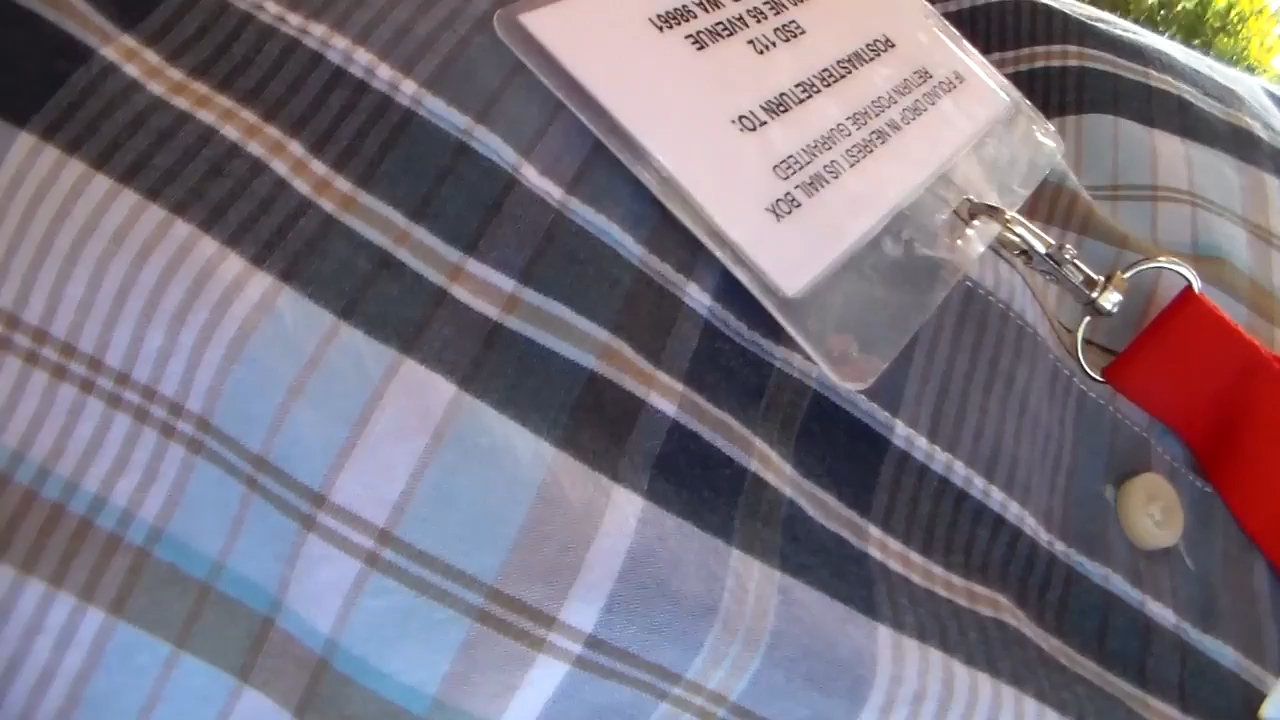 IF FOUND DROP IN NEAREST US MAIL BOX
RETURN POSTAGE GUARANTEED
POSTMASTER RETURN TO:
ESD 112
NE 65 AVENUE
WA 98661